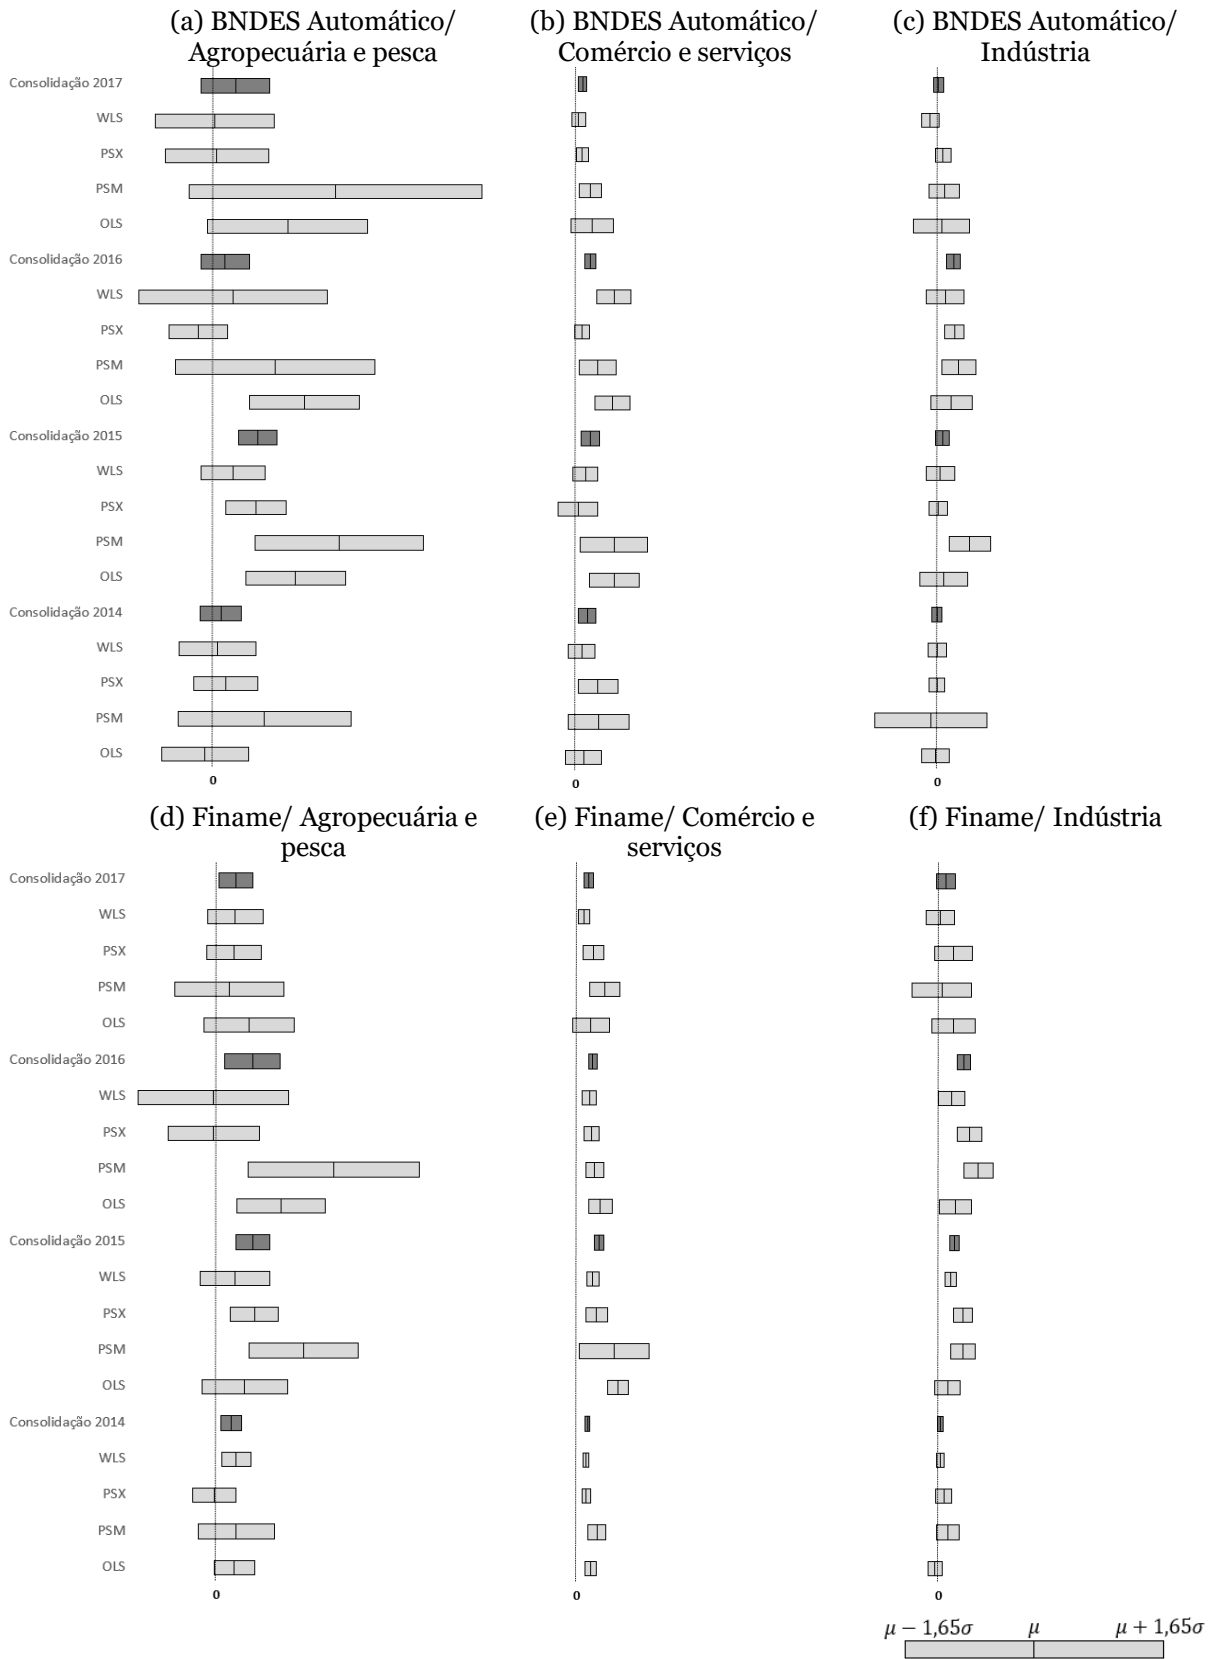 (a) BNDES Automático/
Agropecuária e pesca
(b) BNDES Automático/
Comércio e serviços
(c) BNDES Automático/
Indústria
Consolidação 2017
WLS
PSX
PSM
OLS
Consolidação 2016
WLS
PSX
PSM
OLS
Consolidação 2015
WLS
PSX
PSM
OLS
Consolidação 2014
WLS
PSX
PSM
OLS
0
0
0
(d) Finame/ Agropecuária e
pesca
(e) Finame/ Comércio e
serviços
(f) Finame/ Indústria
Consolidação 2017
WLS
PSX
PSM
OLS
Consolidação 2016
WLS
PSX
PSM
OLS
Consolidação 2015
WLS
PSX
PSM
OLS
Consolidação 2014
WLS
PSX
PSM
OLS
0
0
0
μ − 1,65σ μ μ + 1,65σ